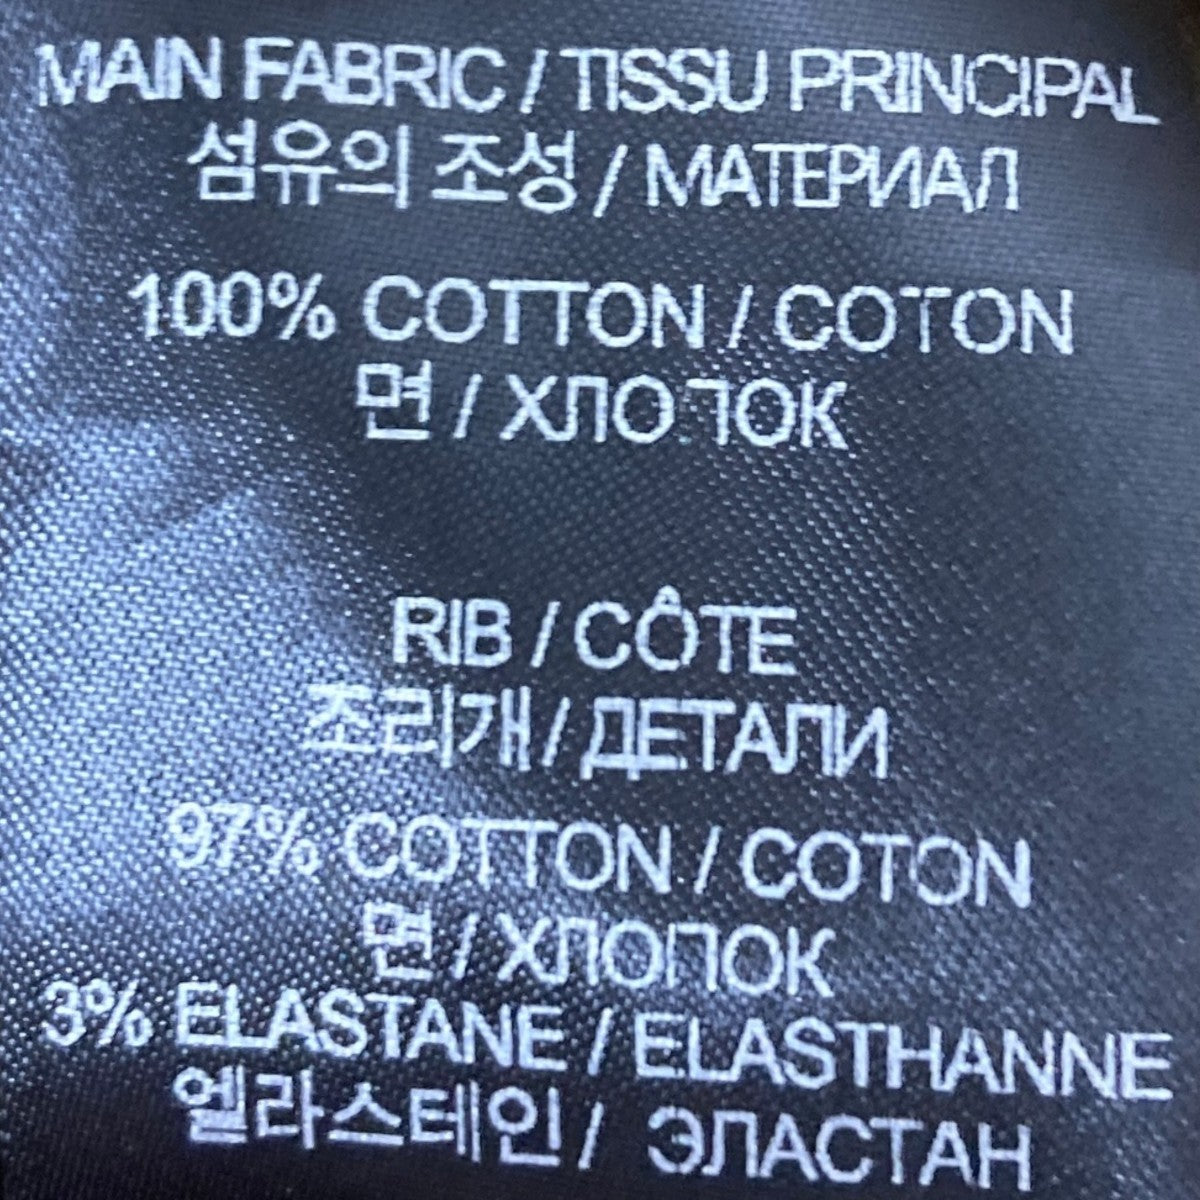 MAIN FABRIC / TISSU PRINCIPAL
섬유의 조성 / МАТЕРИАЛ
100% COTTON / COTON
면 / ХЛОПОК
RIB / CÔTE
조리개 / ДЕТАЛИ
97% COTTON / COTON
면 / ХЛОПОК
3% ELASTANE / ELASTHANNE
엘라스테인 / ЭЛАСТАН